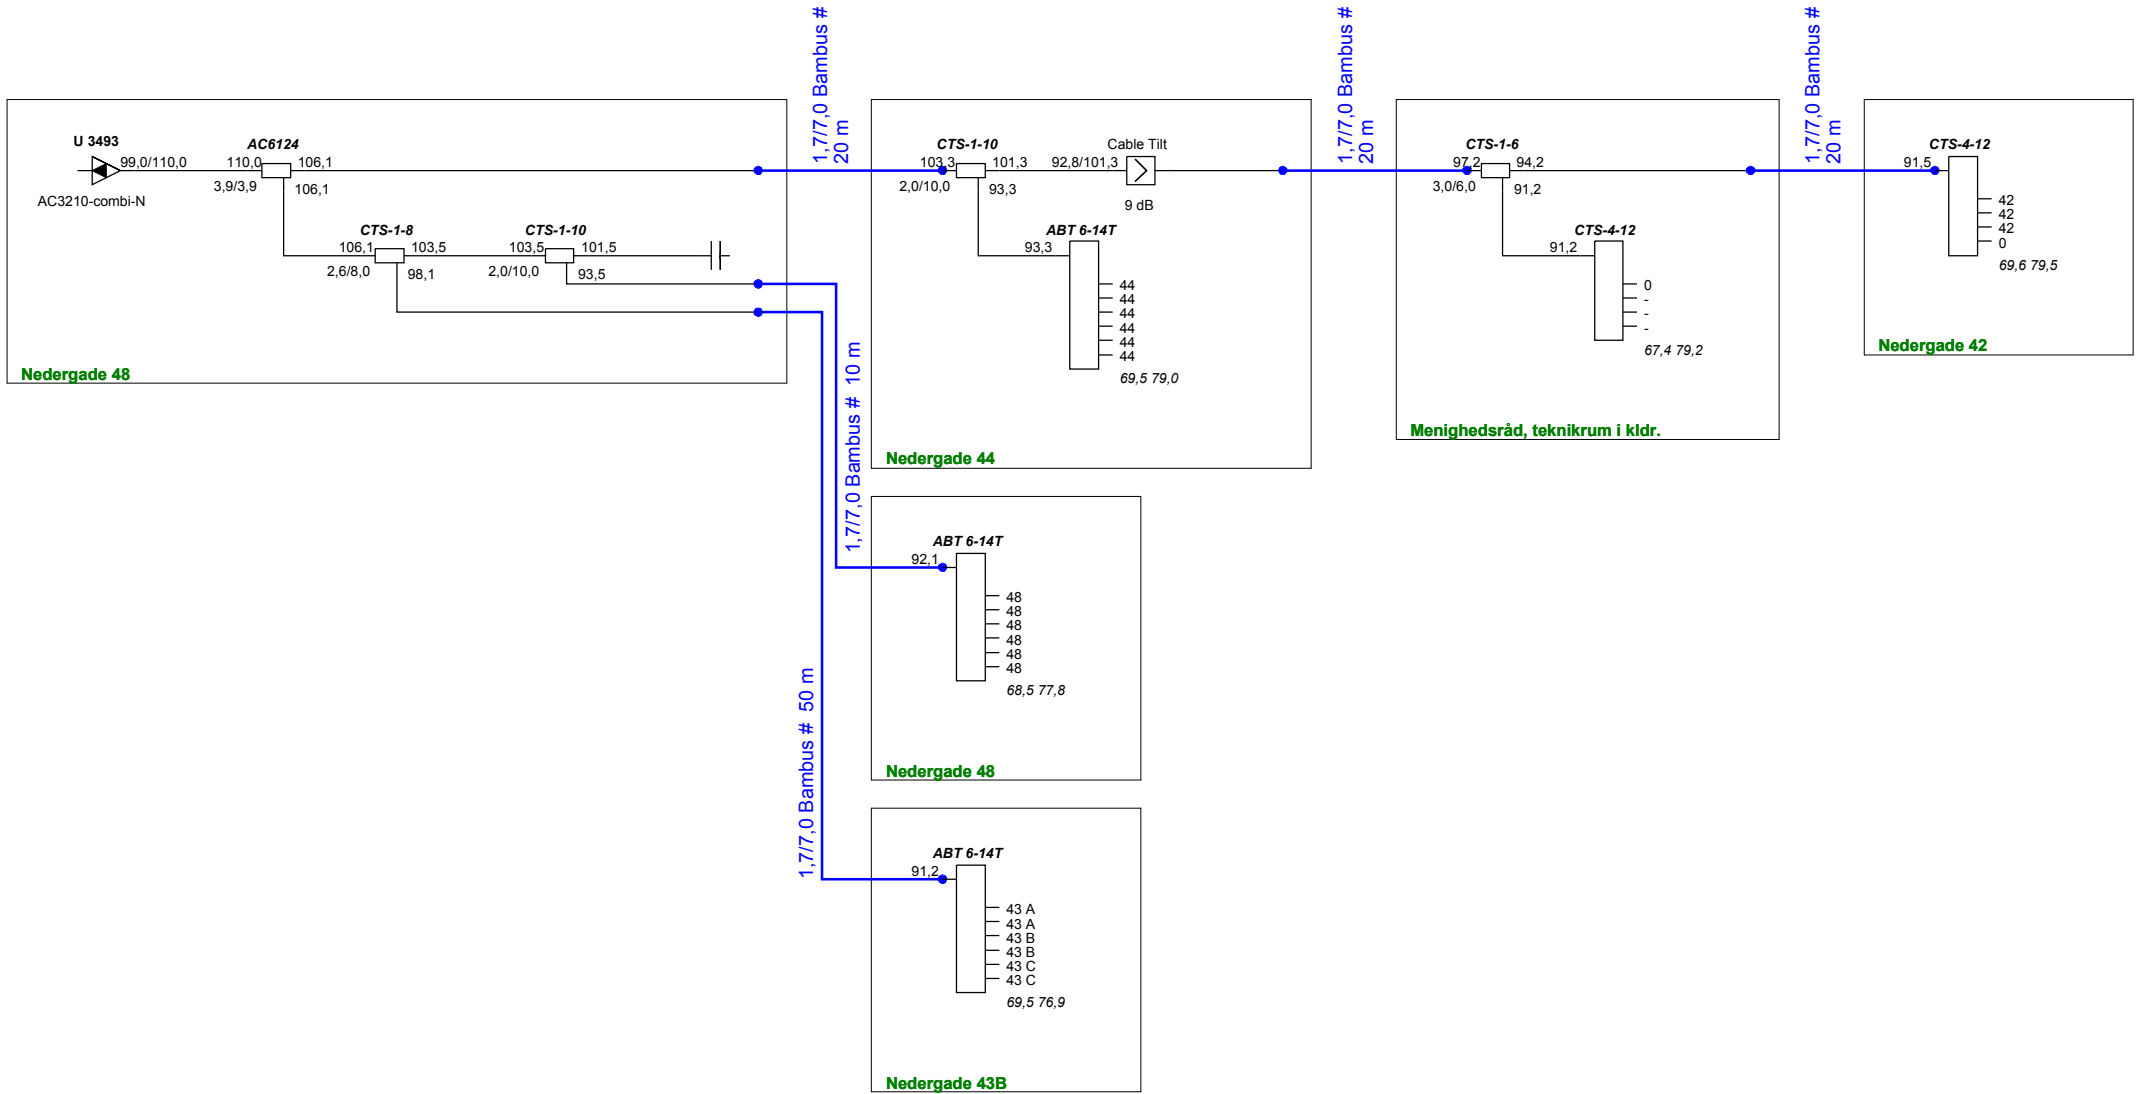 1,7/7,0 Bambus #
20 m
1,7/7,0 Bambus #
20 m
1,7/7,0 Bambus #
20 m
U 3493
99,0/110,0
AC3210-combi-N
AC6124
110,0
106,1
3,9/3,9
106,1
CTS-1-8
106,1
103,5
2,6/8,0
98,1
CTS-1-10
103,5
101,5
2,0/10,0
93,5
Nedergade 48
CTS-1-10
103,3
101,3
2,0/10,0
93,3
Cable Tilt
92,8/101,3
9 dB
ABT 6-14T
93,3
44
44
44
44
44
44
69,5 79,0
Nedergade 44
CTS-1-6
97,2
94,2
3,0/6,0
91,2
CTS-4-12
91,2
0
-
-
-
67,4 79,2
Menighedsråd, teknikrum i kldr.
CTS-4-12
91,5
42
42
42
0
69,6 79,5
Nedergade 42
1,7/7,0 Bambus # 10 m
ABT 6-14T
92,1
48
48
48
48
48
48
68,5 77,8
Nedergade 48
1,7/7,0 Bambus # 50 m
ABT 6-14T
91,2
43 A
43 A
43 B
43 B
43 C
43 C
69,5 76,9
Nedergade 43B